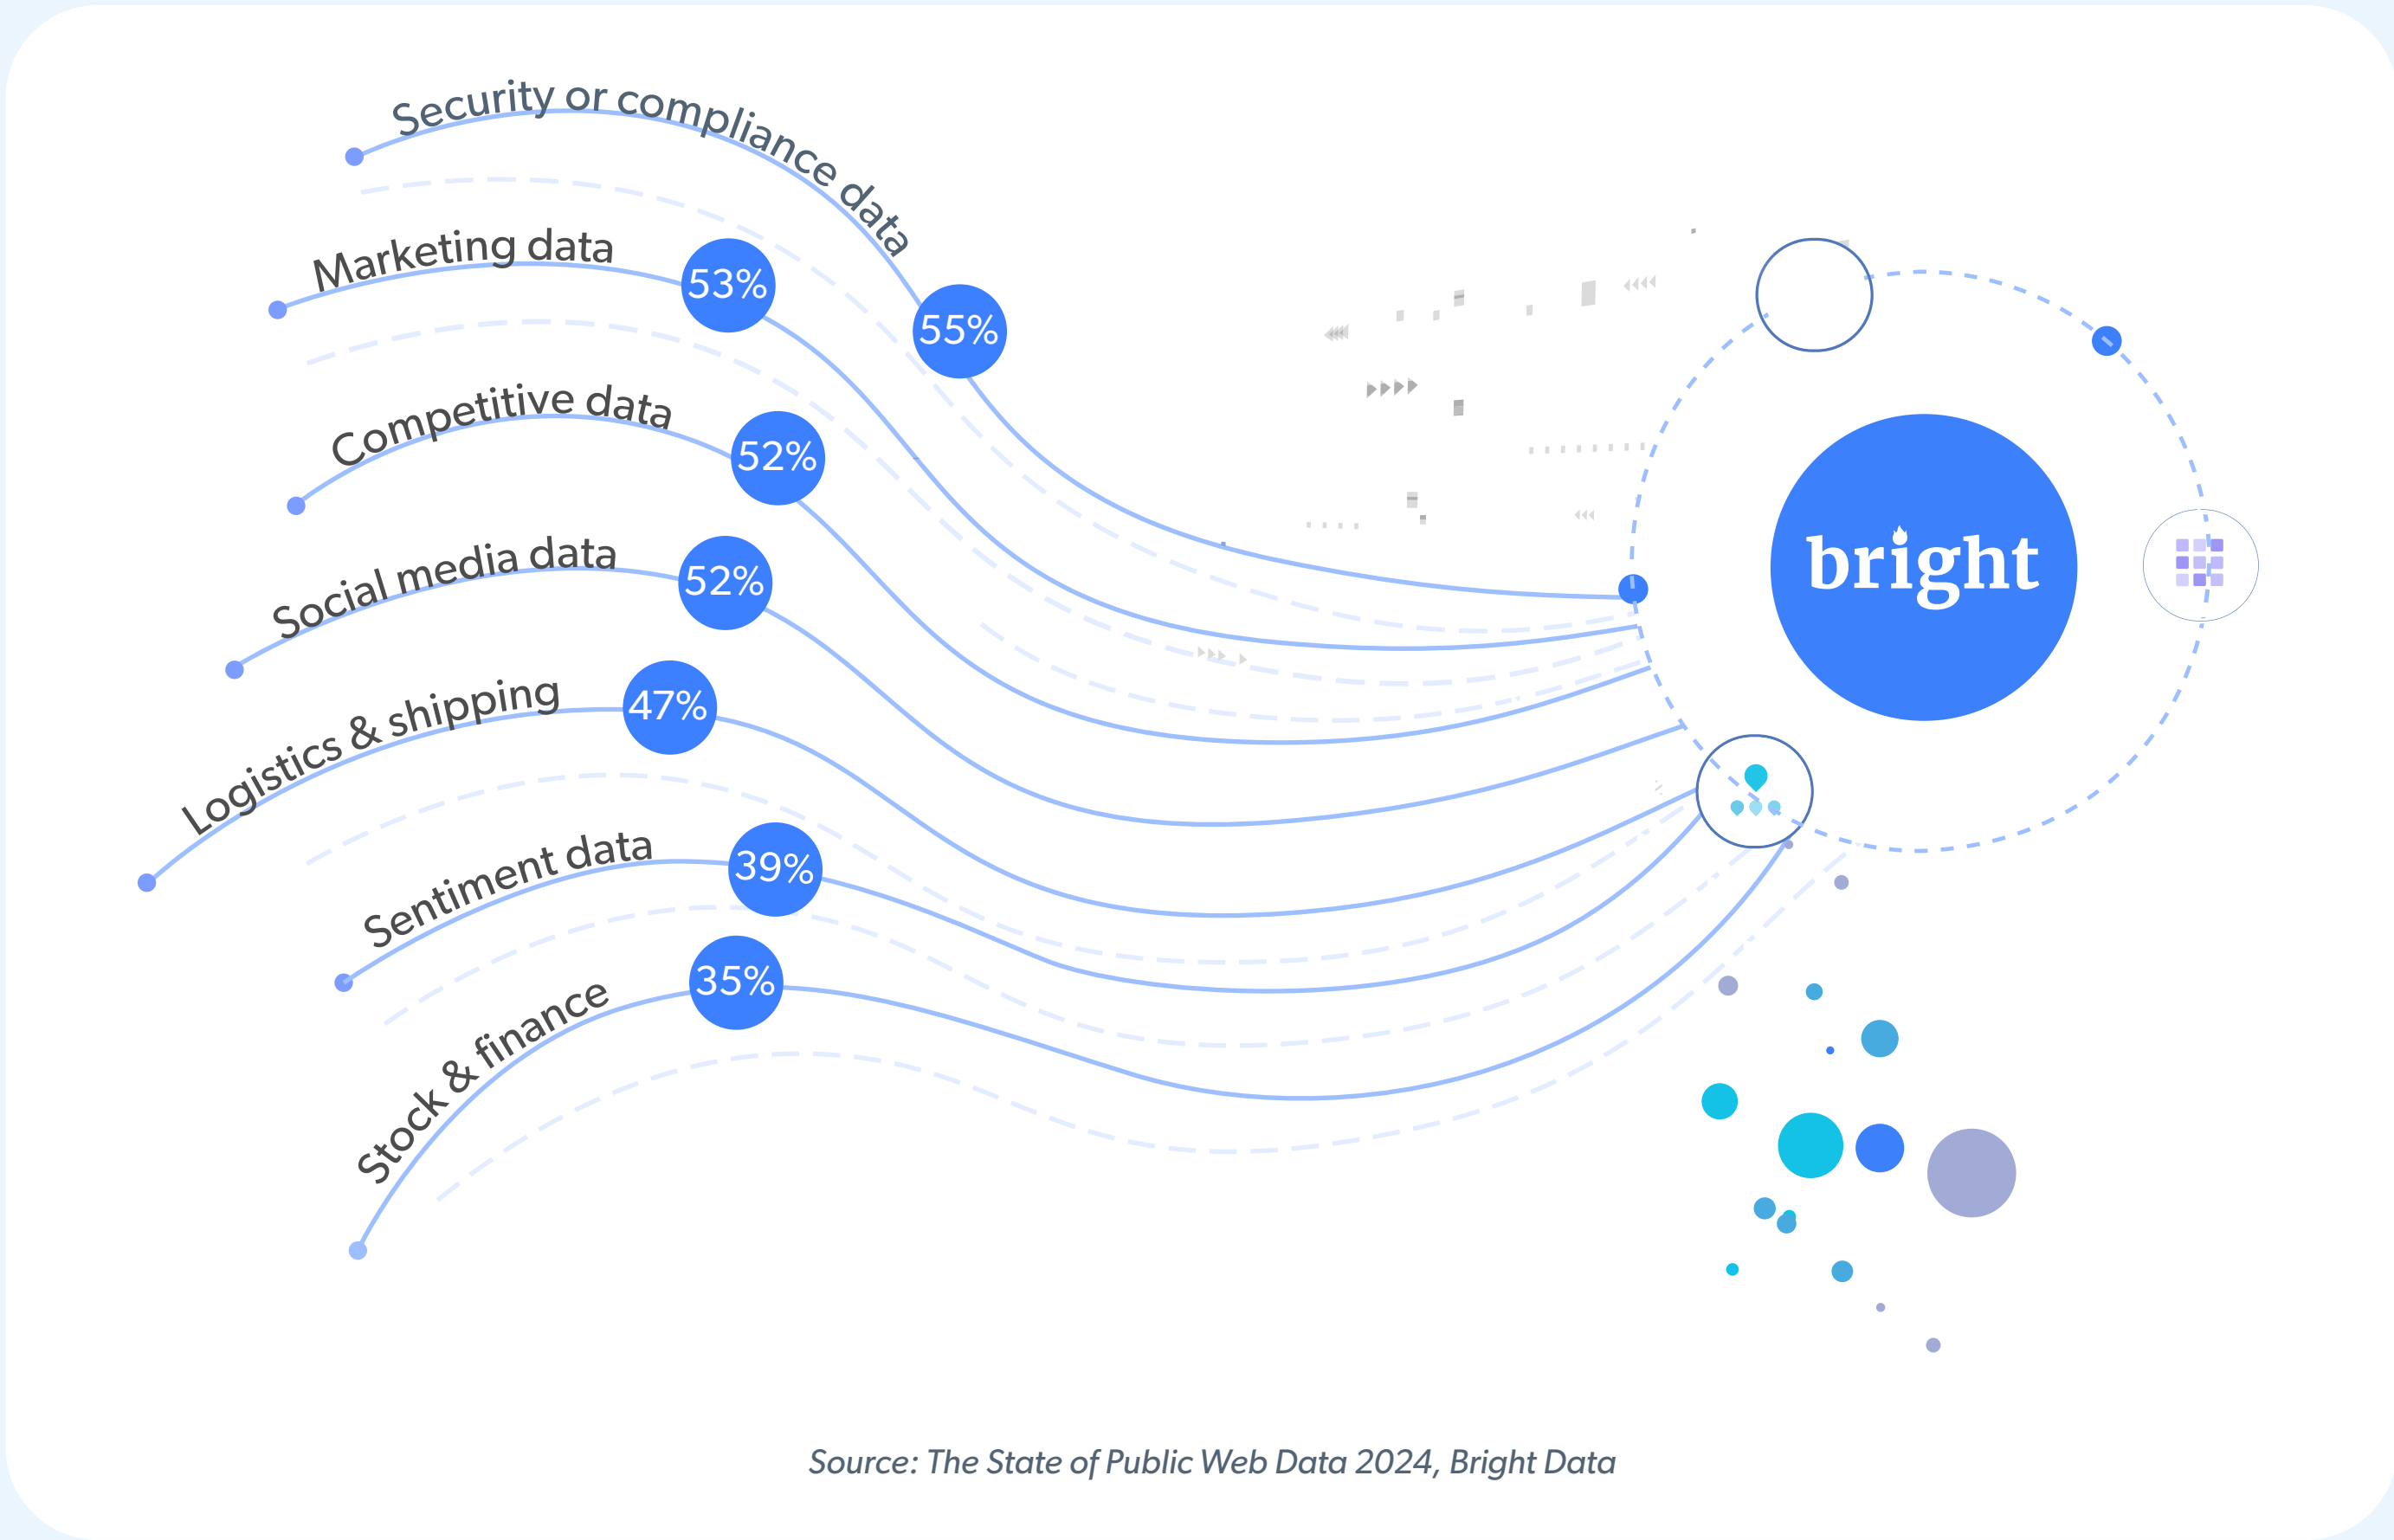 Security or compliance data
55%
Marketing data
53%
Competitive data
52%
Social media data
52%
Logistics & shipping
47%
Sentiment data
39%
Stock & finance
35%
bright
Source: The State of Public Web Data 2024, Bright Data